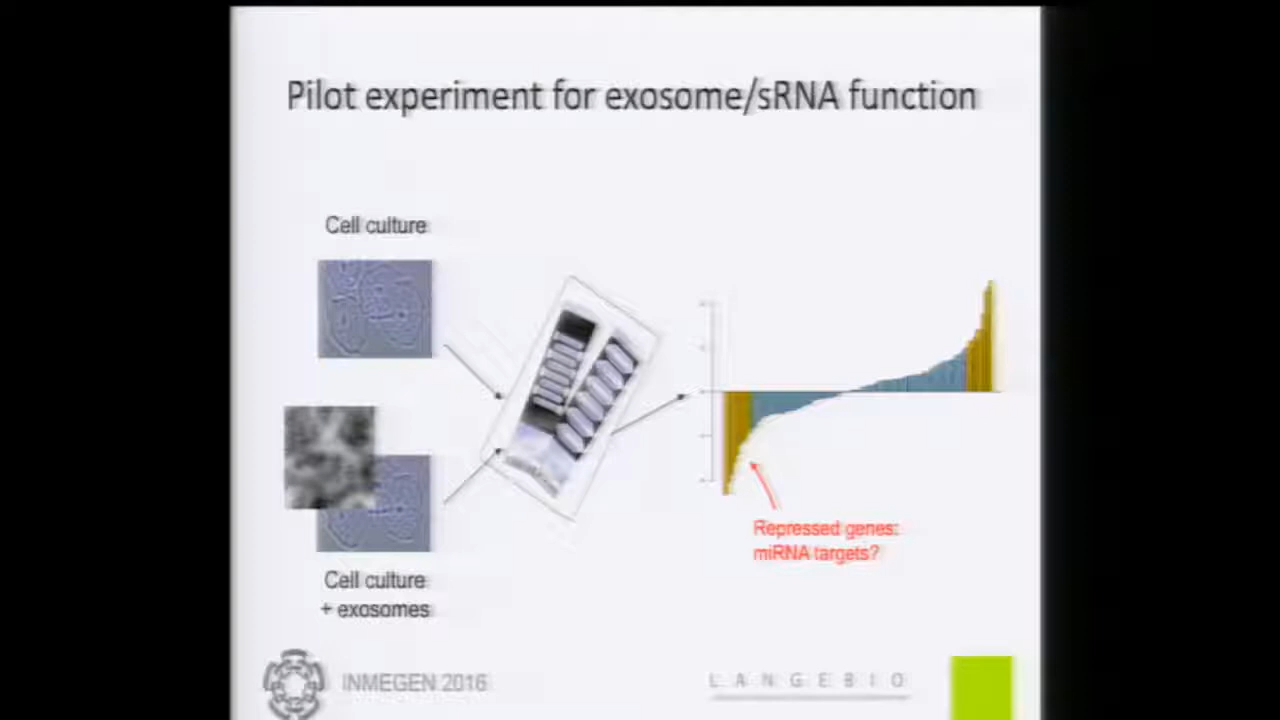 Pilot experiment for exosome/sRNA function
Cell culture
Repressed genes:
miRNA targets?
Cell culture
+ exosomes
INMEGEN 2016
LANGEBIO